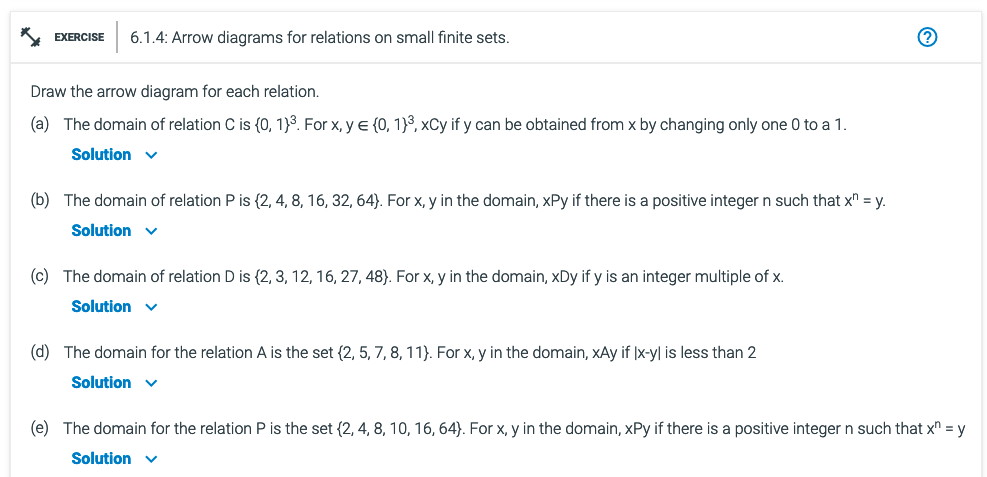 EXERCISE 6.1.4: Arrow diagrams for relations on small finite sets. ?
Draw the arrow diagram for each relation.
(a) The domain of relation C is {0, 1}³. For x, y ∈ {0, 1}³, xCy if y can be obtained from x by changing only one 0 to a 1.
Solution
(b) The domain of relation P is {2, 4, 8, 16, 32, 64}. For x, y in the domain, xPy if there is a positive integer n such that xⁿ = y.
Solution
(c) The domain of relation D is {2, 3, 12, 16, 27, 48}. For x, y in the domain, xDy if y is an integer multiple of x.
Solution
(d) The domain for the relation A is the set {2, 5, 7, 8, 11}. For x, y in the domain, xAy if |x-y| is less than 2
Solution
(e) The domain for the relation P is the set {2, 4, 8, 10, 16, 64}. For x, y in the domain, xPy if there is a positive integer n such that xⁿ = y
Solution